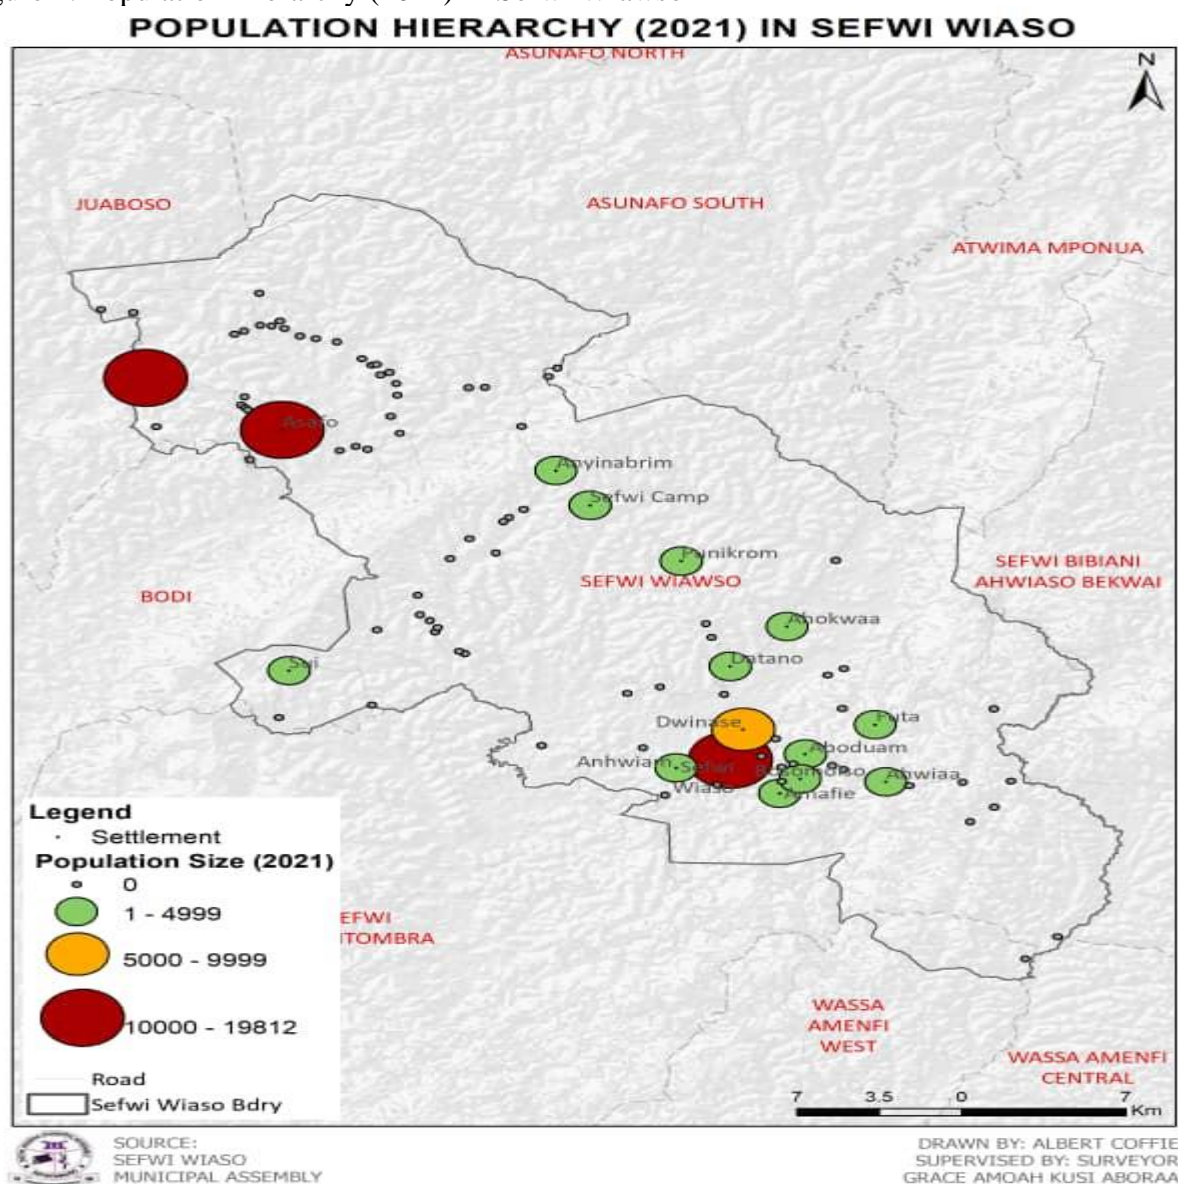 POPULATION HIERARCHY (2021) IN SEFWI WIASO
ASUNAFO NORTH
N
JUABOSO
ASUNAFO SOUTH
ATWIMA MPONUA
Asafo
Anyinabrim
Sefwi Camp
Punikrom
SEFWI BIBIANI
AHWIASO BEKWAI
SEFWI WIAWSO
BODI
Abokwaa
Datano
Sui
Futa
Dwinase
Aboduam
Anhwiam
Sefwi
Wiaso
Ahwiaa
Amafie
Legend
Settlement
Population Size (2021)
0
1 - 4999
5000 - 9999
10000 - 19812
Road
Sefwi Wiaso Bdry
EFWI
TOMBRA
WASSA
AMENFI
WEST
WASSA AMENFI
CENTRAL
7 3.5 0 7
Km
SOURCE:
SEFWI WIASO
MUNICIPAL ASSEMBLY
DRAWN BY: ALBERT COFFIE
SUPERVISED BY: SURVEYOR
GRACE AMOAH KUSI ABORAA